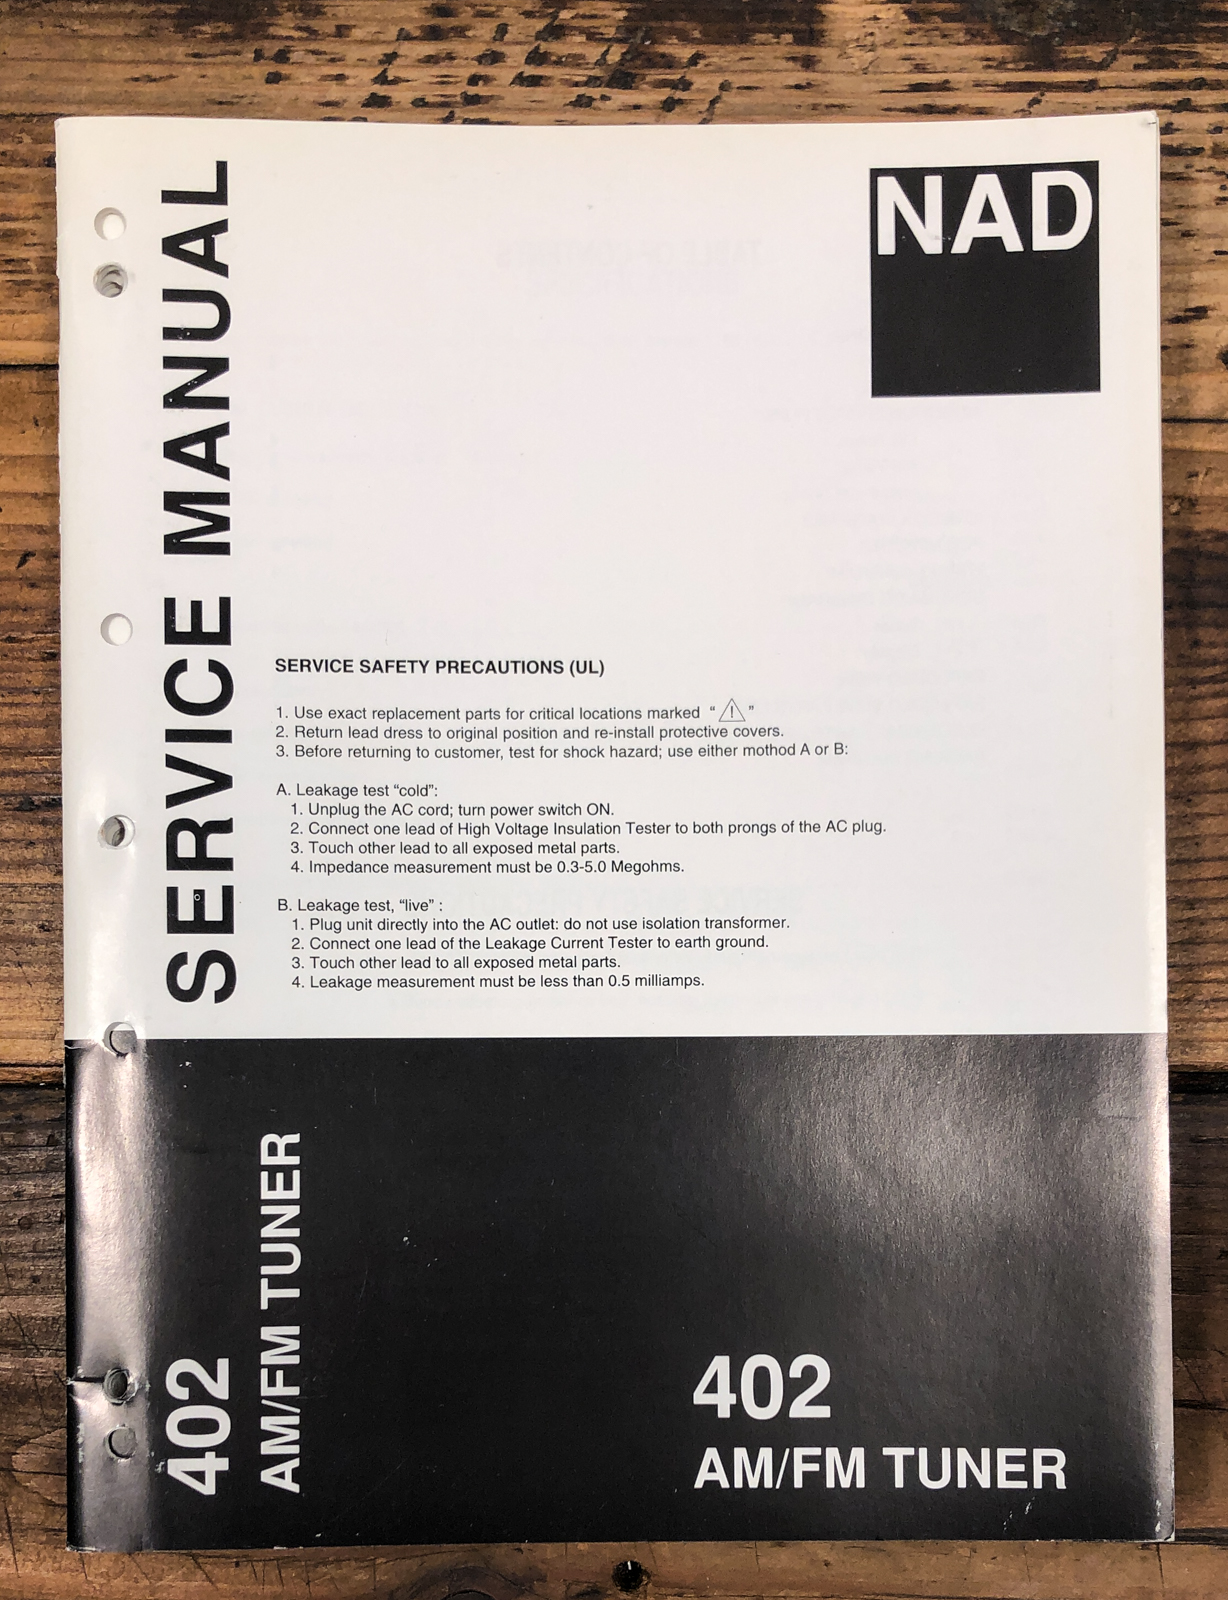 SERVICE MANUAL
NAD
SERVICE SAFETY PRECAUTIONS (UL)
1. Use exact replacement parts for critical locations marked “⚠”
2. Return lead dress to original position and re-install protective covers.
3. Before returning to customer, test for shock hazard; use either mothod A or B:
A. Leakage test “cold”:
1. Unplug the AC cord; turn power switch ON.
2. Connect one lead of High Voltage Insulation Tester to both prongs of the AC plug.
3. Touch other lead to all exposed metal parts.
4. Impedance measurement must be 0.3-5.0 Megohms.
B. Leakage test, “live” :
1. Plug unit directly into the AC outlet: do not use isolation transformer.
2. Connect one lead of the Leakage Current Tester to earth ground.
3. Touch other lead to all exposed metal parts.
4. Leakage measurement must be less than 0.5 milliamps.
402
AM/FM TUNER
402
AM/FM TUNER